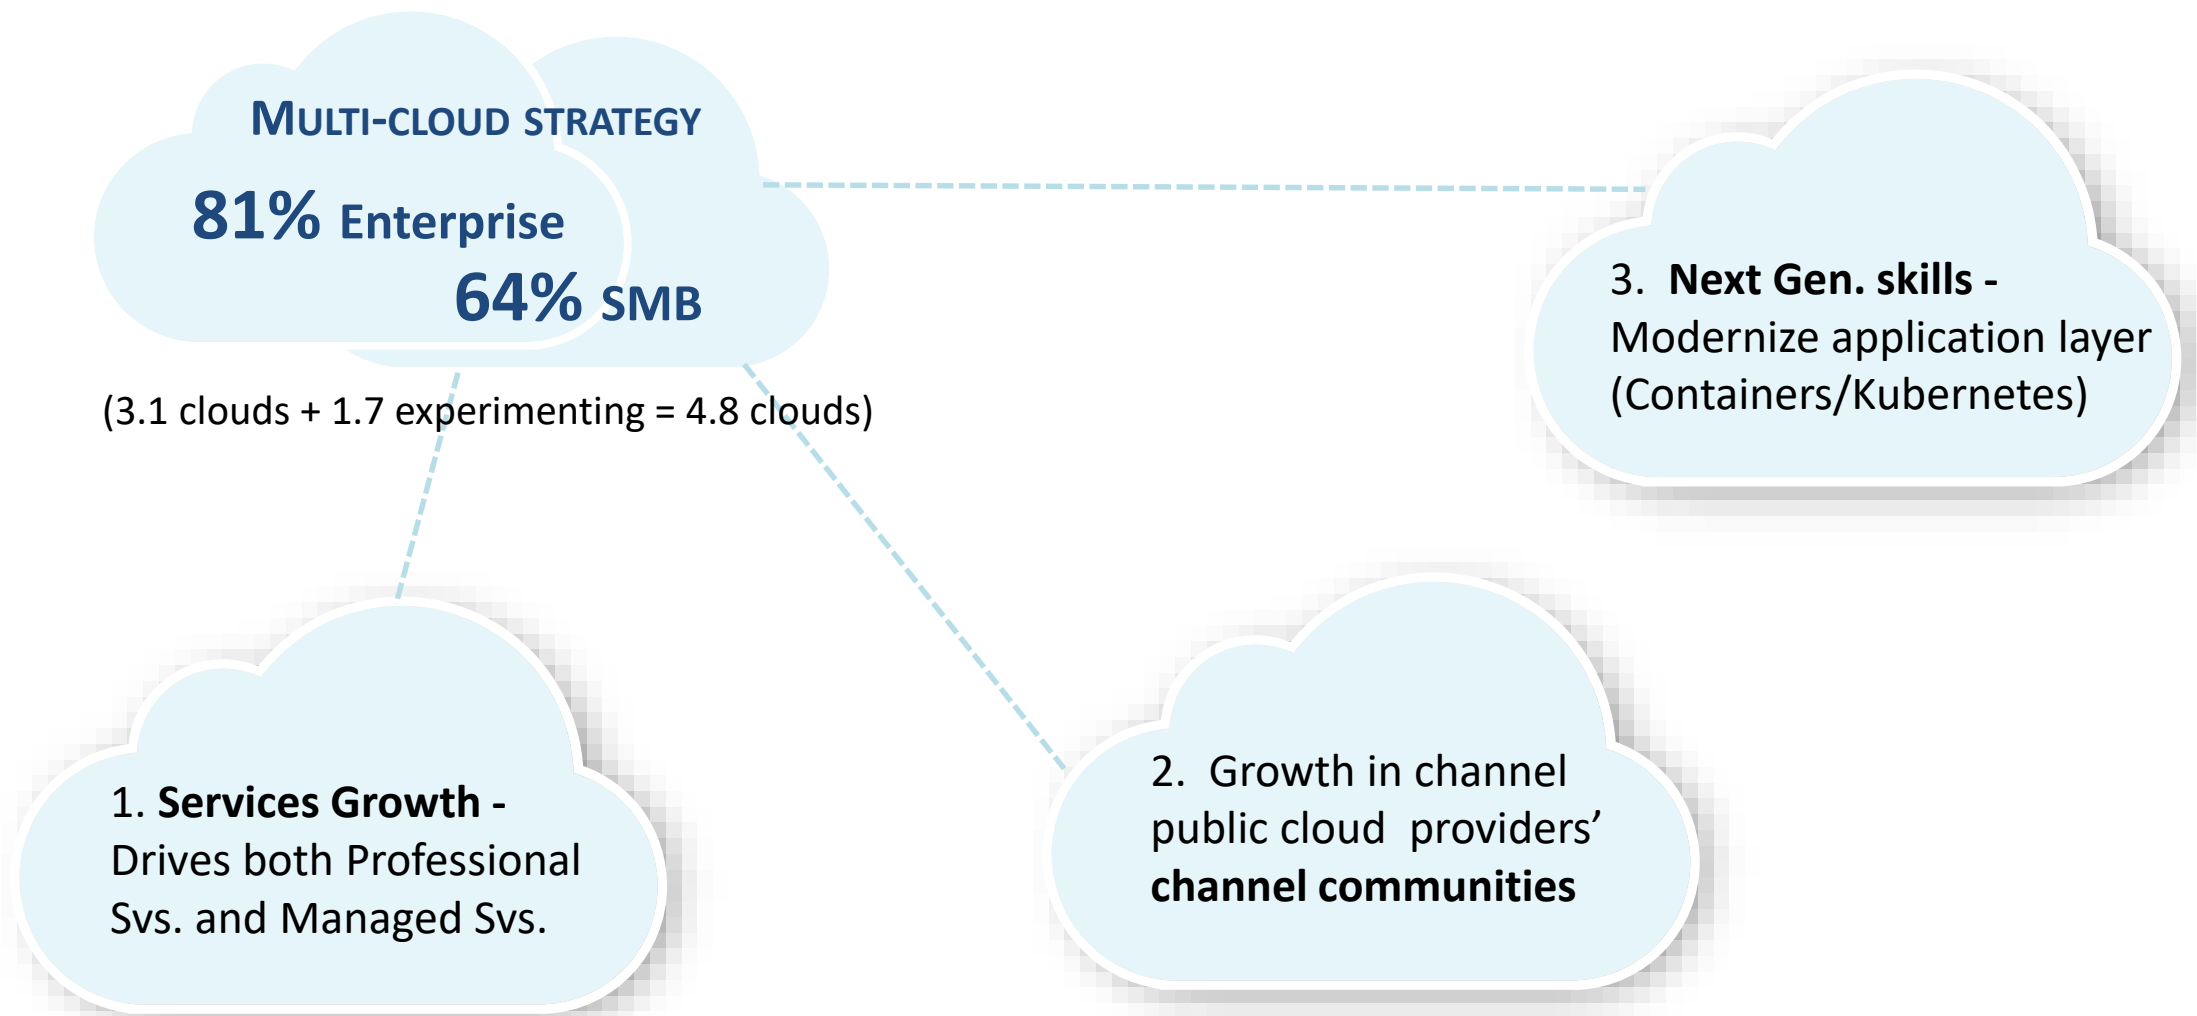 MULTI-CLOUD STRATEGY
81% Enterprise
64% SMB
(3.1 clouds + 1.7 experimenting = 4.8 clouds)
1. Services Growth -
Drives both Professional
Svs. and Managed Svs.
2. Growth in channel
public cloud providers’
channel communities
3. Next Gen. skills -
Modernize application layer
(Containers/Kubernetes)